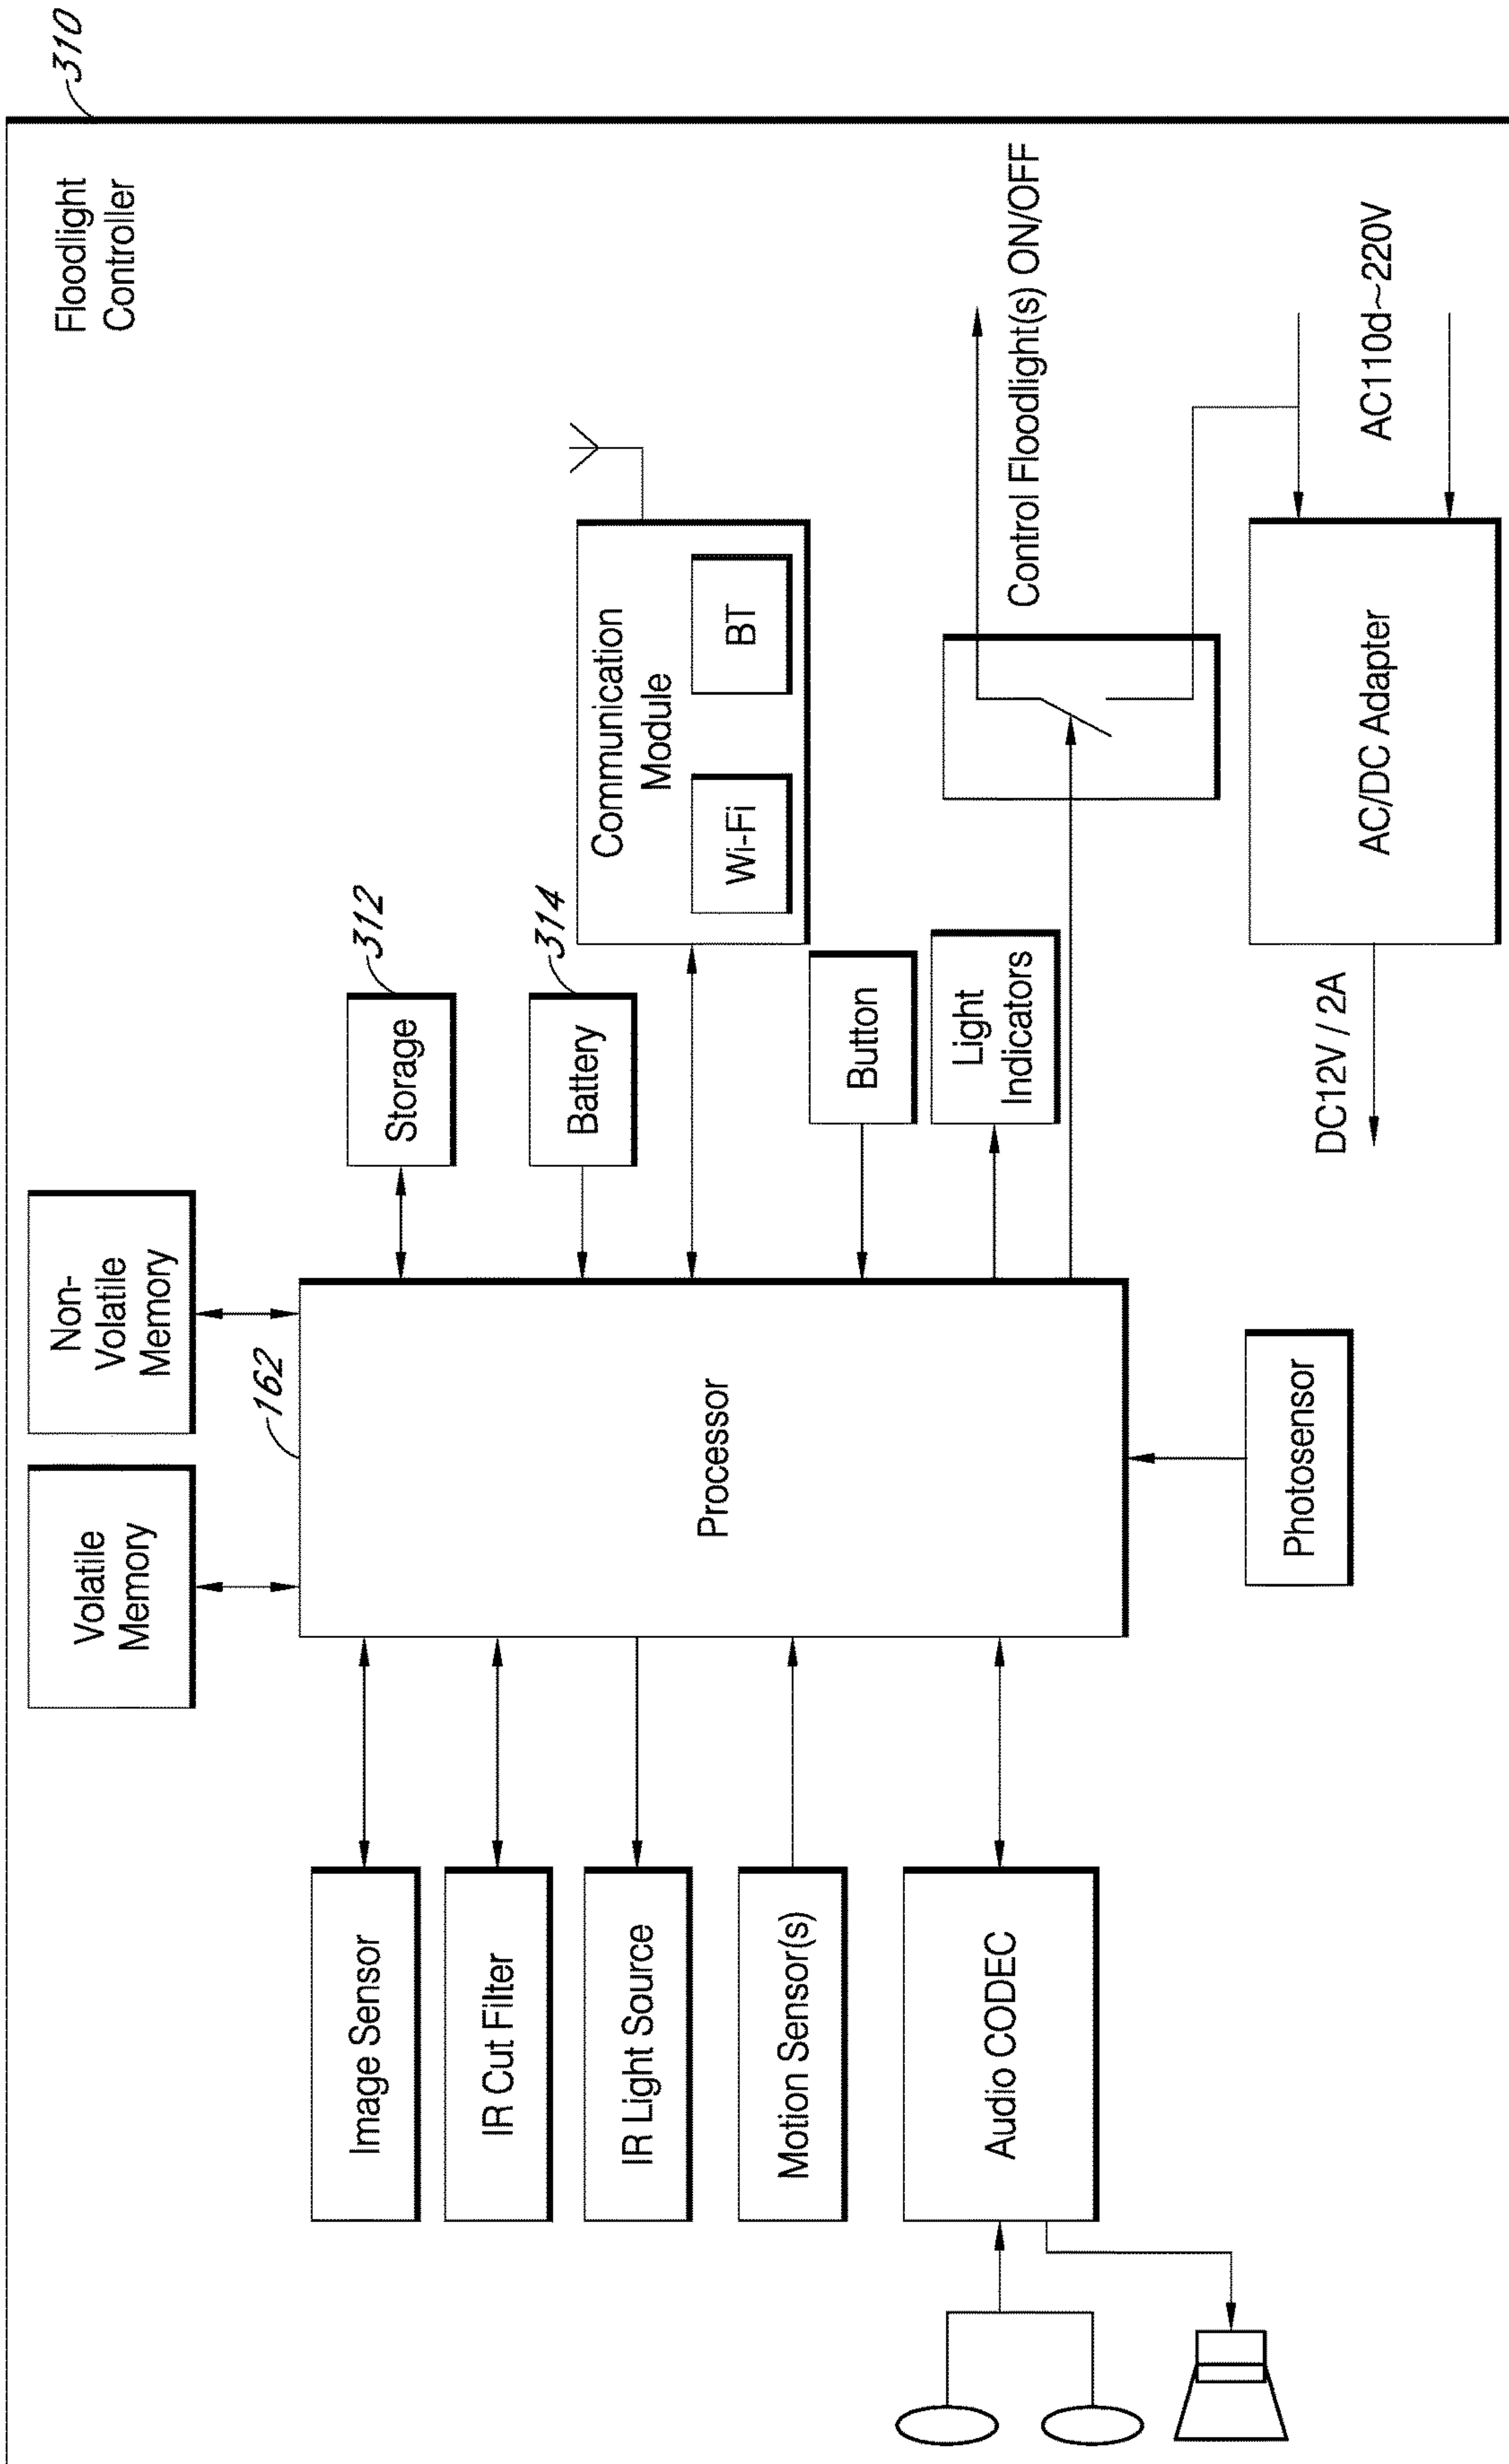 310
Floodlight
Controller
Volatile
Memory
Non-
Volatile
Memory
162
Storage
312
Battery
314
Communication
Module
Wi-Fi
BT
Image Sensor
IR Cut Filter
IR Light Source
Motion Sensor(s)
Audio CODEC
Processor
Button
Light
Indicators
Control Floodlight(s) ON/OFF
Photosensor
DC12V / 2A
AC/DC Adapter
AC110d~220V